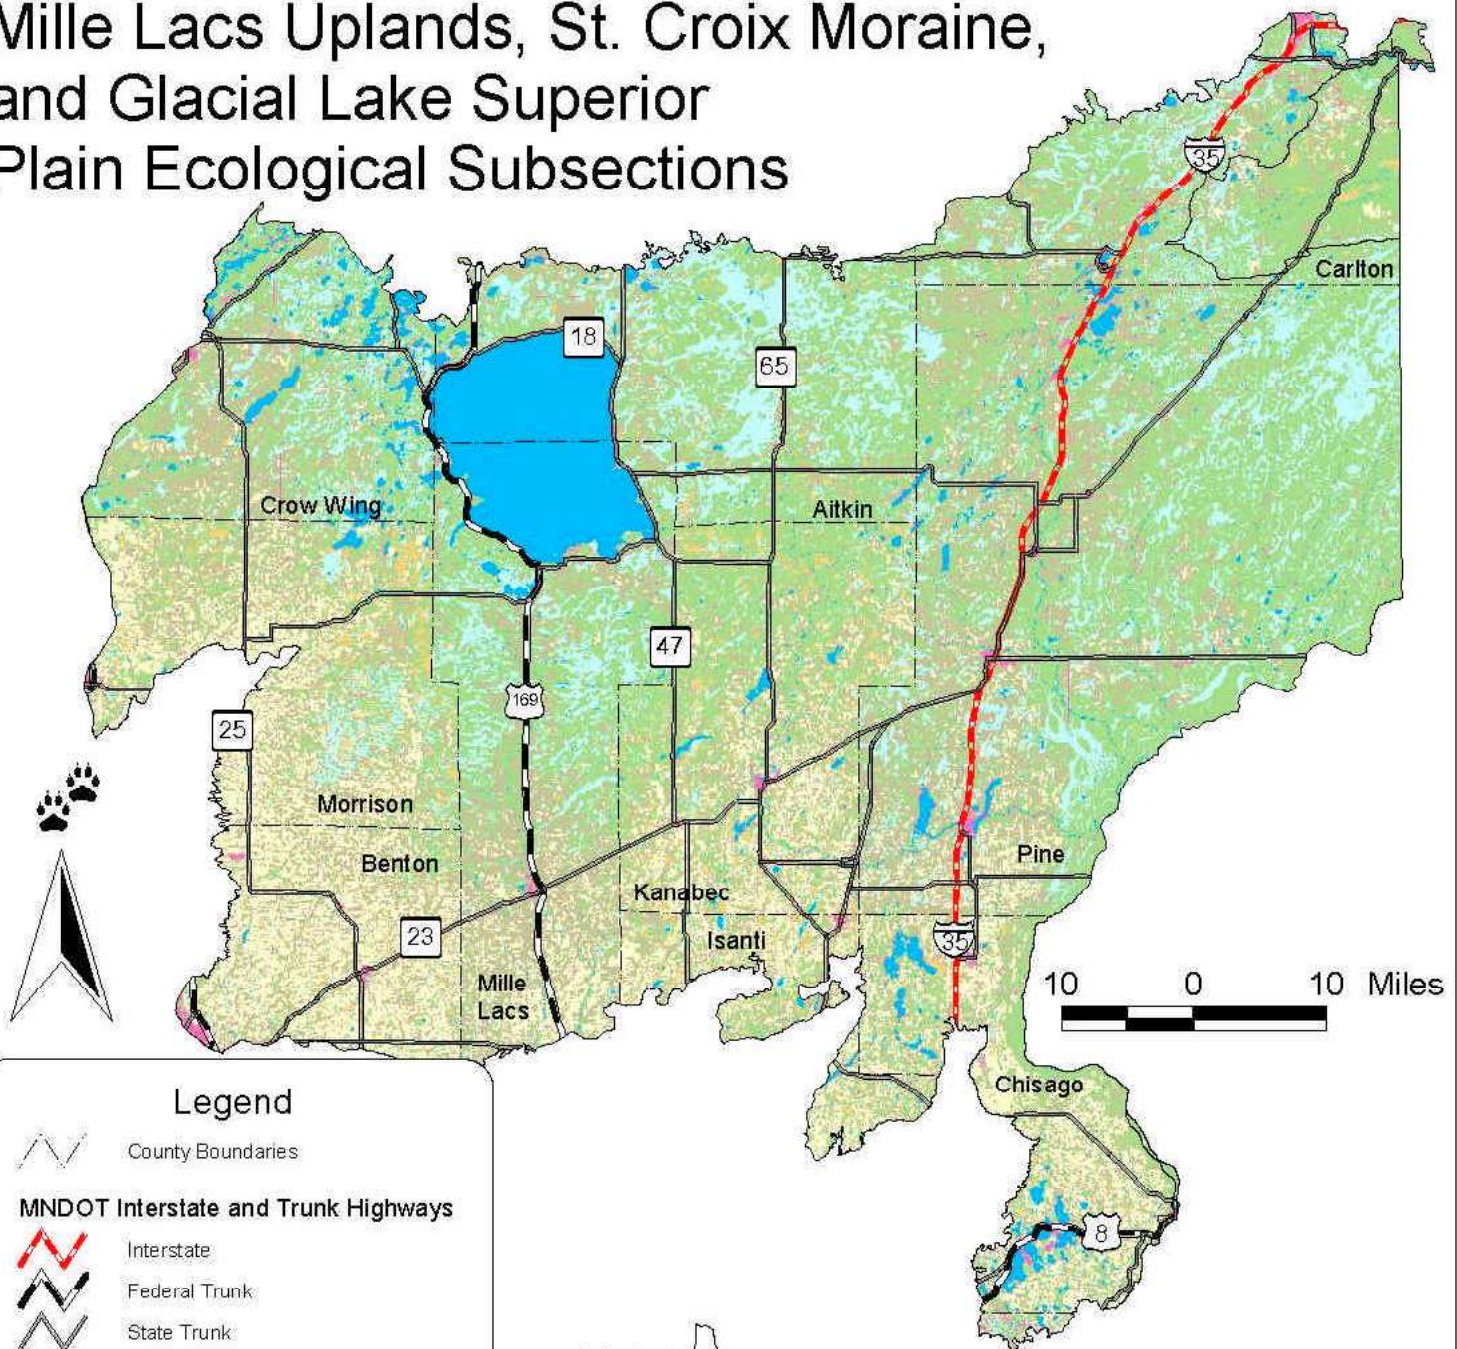 Mille Lacs Uplands, St. Croix Moraine,
and Glacial Lake Superior
Plain Ecological Subsections
35
Carlton
18
65
Crow Wing
Aitkin
47
169
25
Morrison
Benton
Pine
Kanabec
23
Isanti
35
Mille
Lacs
10 0 10 Miles
Chisago
8
Legend
County Boundaries
MNDOT Interstate and Trunk Highways
Interstate
Federal Trunk
State Trunk